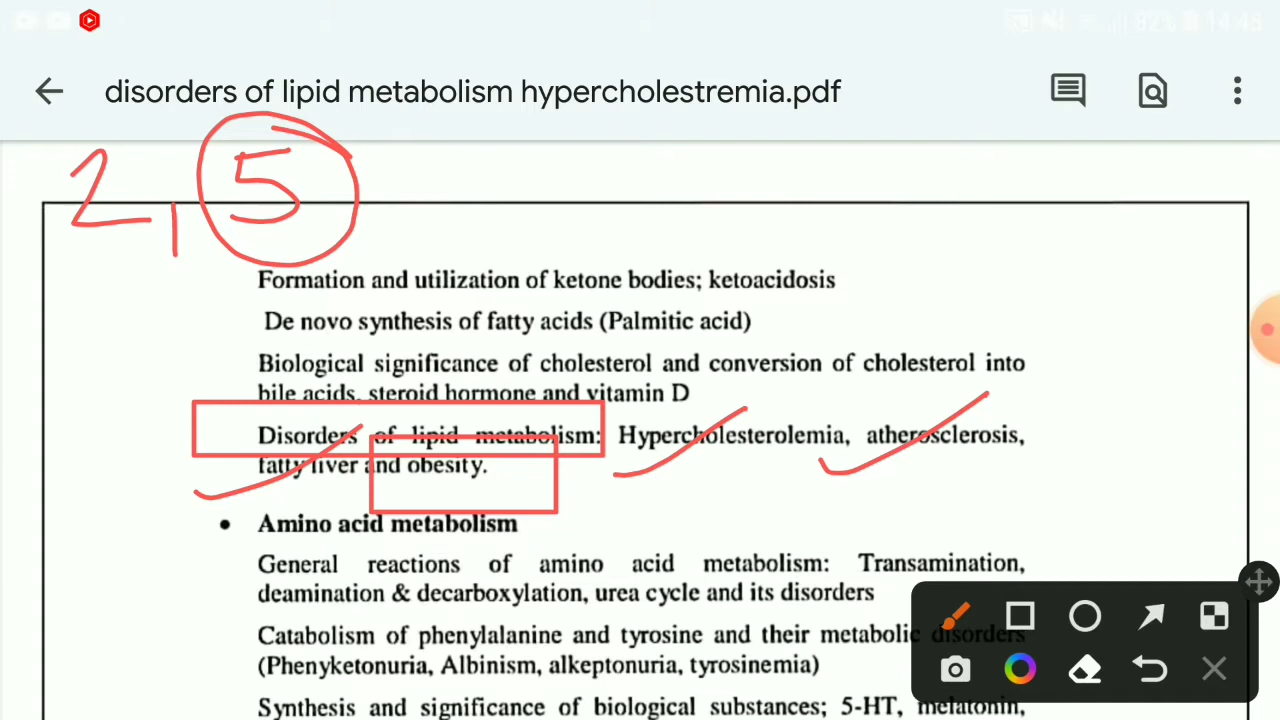 82% 14:45
disorders of lipid metabolism hypercholestremia.pdf
2, 5
Formation and utilization of ketone bodies; ketoacidosis
De novo synthesis of fatty acids (Palmitic acid)
Biological significance of cholesterol and conversion of cholesterol into
bile acids, steroid hormone and vitamin D
Disorders of lipid metabolism: Hypercholesterolemia, atherosclerosis,
fatty liver and obesity.
• Amino acid metabolism
General reactions of amino acid metabolism: Transamination,
deamination & decarboxylation, urea cycle and its disorders
Catabolism of phenylalanine and tyrosine and their metabolic disorders
(Phenyketonuria, Albinism, alkeptonuria, tyrosinemia)
Synthesis and significance of biological substances; 5-HT, melatonin,